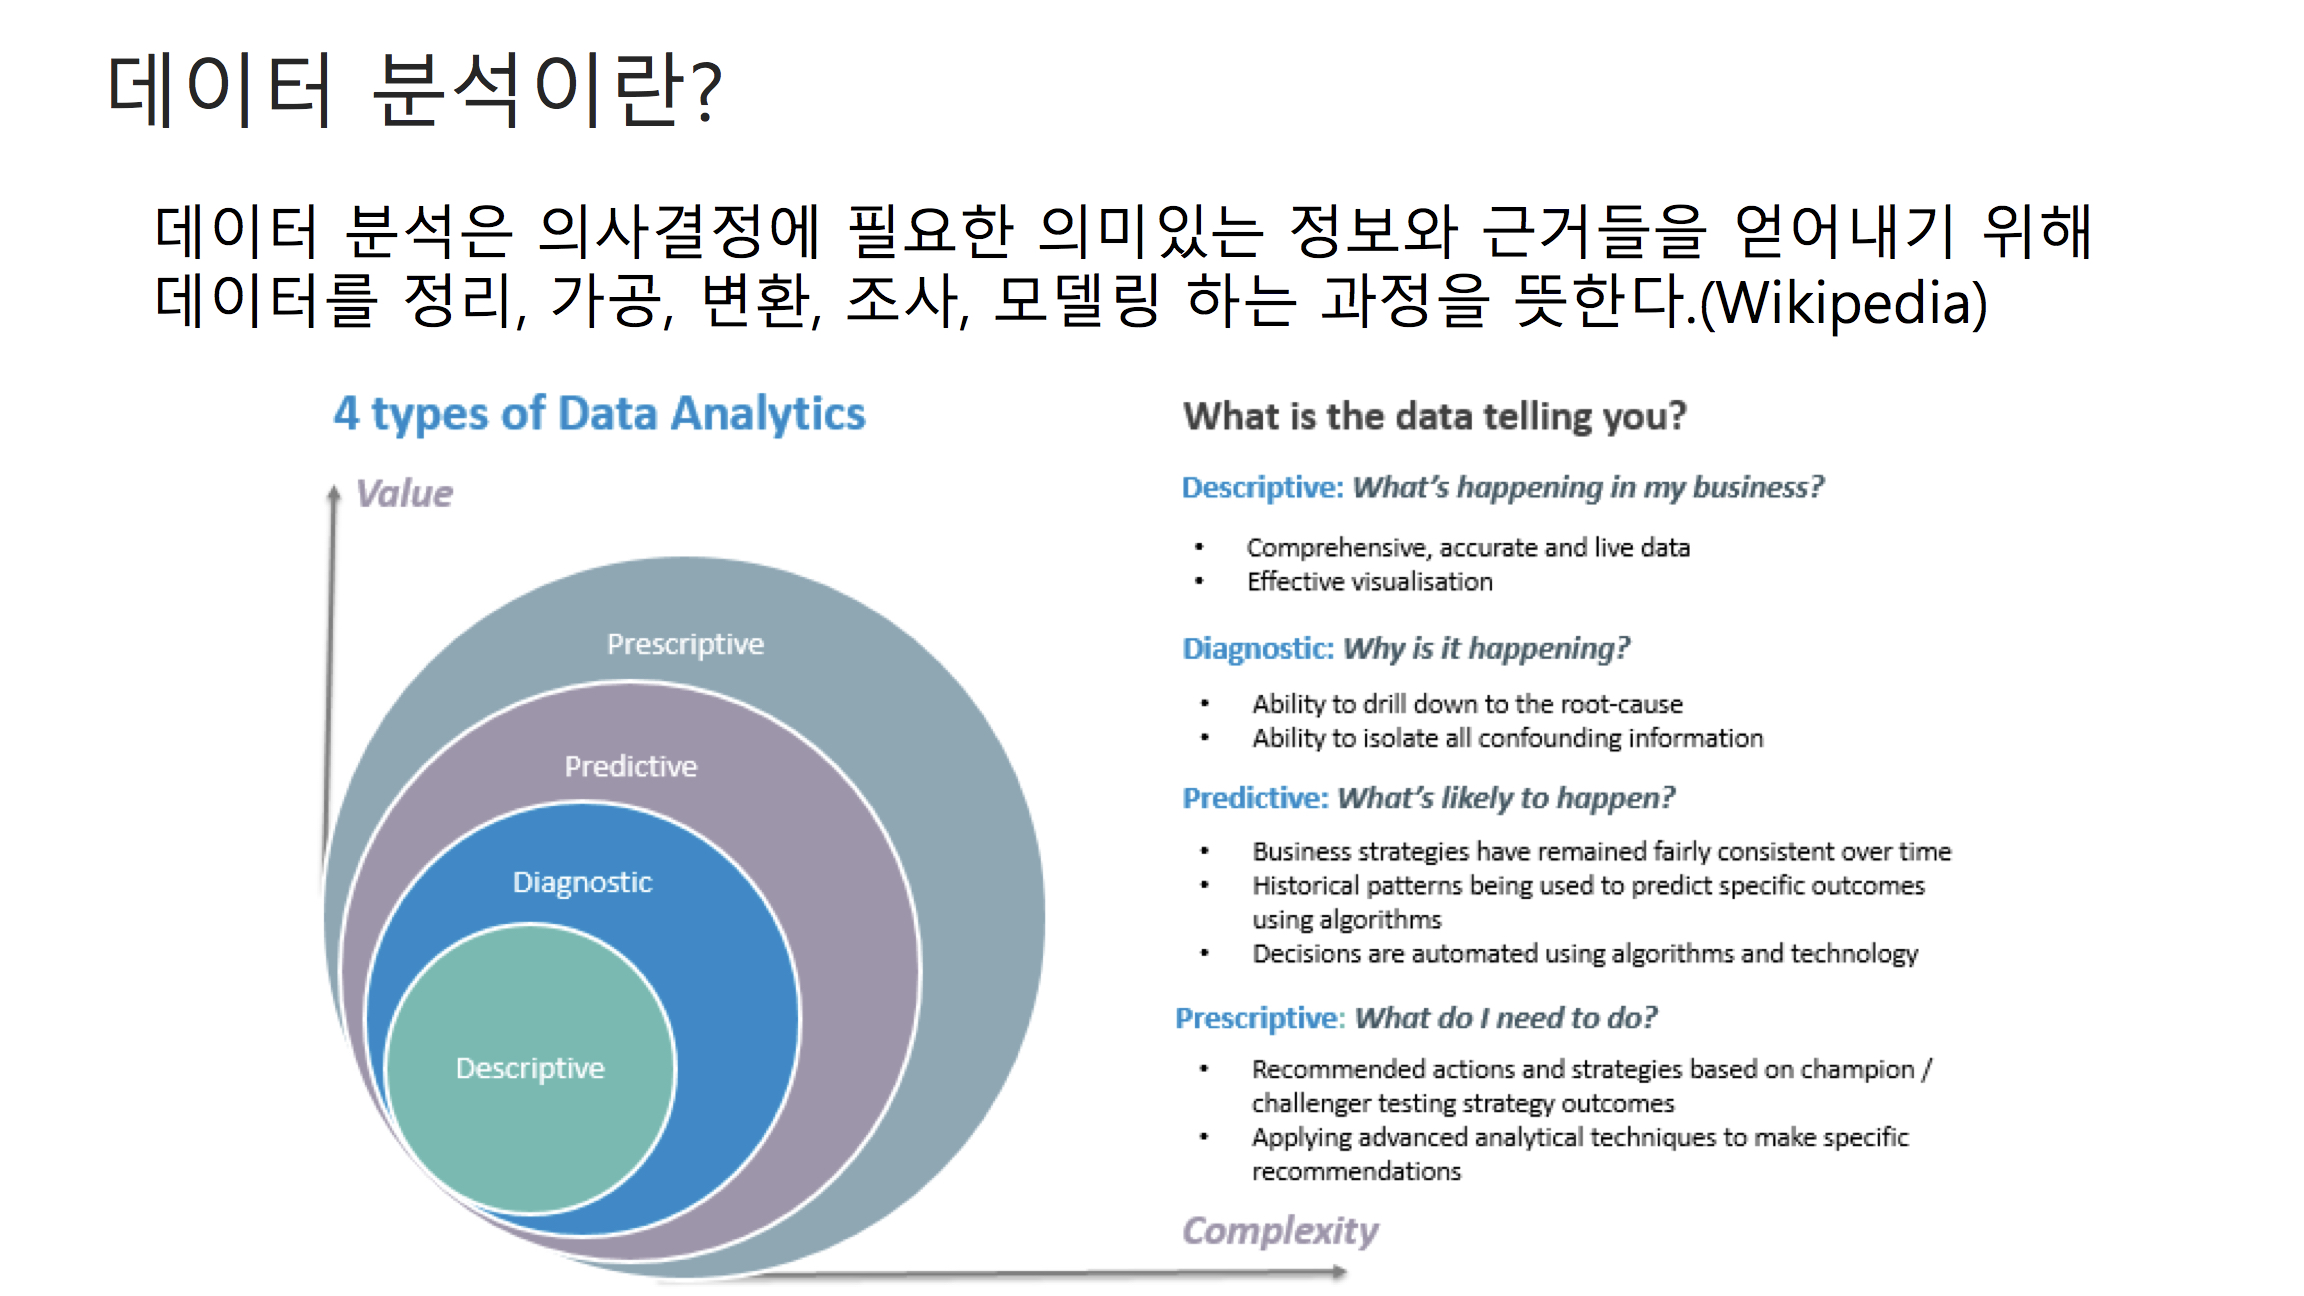 데이터 분석이란?
데이터 분석은 의사결정에 필요한 의미있는 정보와 근거들을 얻어내기 위해
데이터를 정리, 가공, 변환, 조사, 모델링 하는 과정을 뜻한다.(Wikipedia)
4 types of Data Analytics
Value
Prescriptive
Predictive
Diagnostic
Descriptive
What is the data telling you?
Descriptive: What's happening in my business?
• Comprehensive, accurate and live data
• Effective visualisation
Diagnostic: Why is it happening?
• Ability to drill down to the root-cause
• Ability to isolate all confounding information
Predictive: What's likely to happen?
• Business strategies have remained fairly consistent over time
• Historical patterns being used to predict specific outcomes
using algorithms
• Decisions are automated using algorithms and technology
Prescriptive: What do I need to do?
• Recommended actions and strategies based on champion /
challenger testing strategy outcomes
• Applying advanced analytical techniques to make specific
recommendations
Complexity